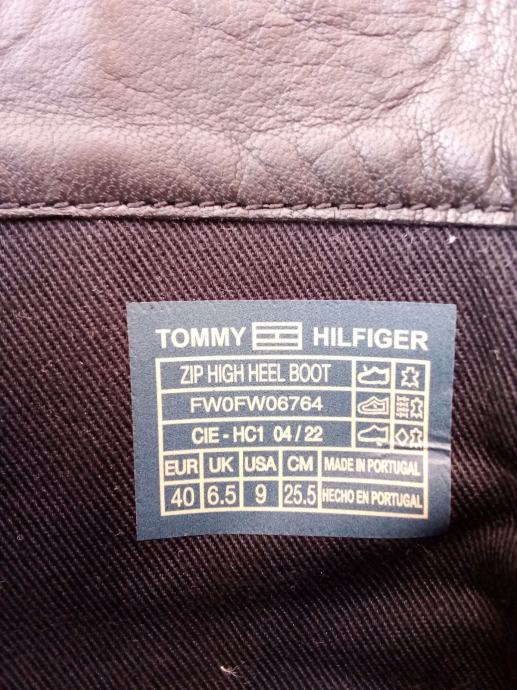 TOMMY HILFIGER
ZIP HIGH HEEL BOOT
FW0FW06764
CIE - HC1 04 / 22
EUR UK USA CM MADE IN PORTUGAL
40 6.5 9 25.5 HECHO EN PORTUGAL